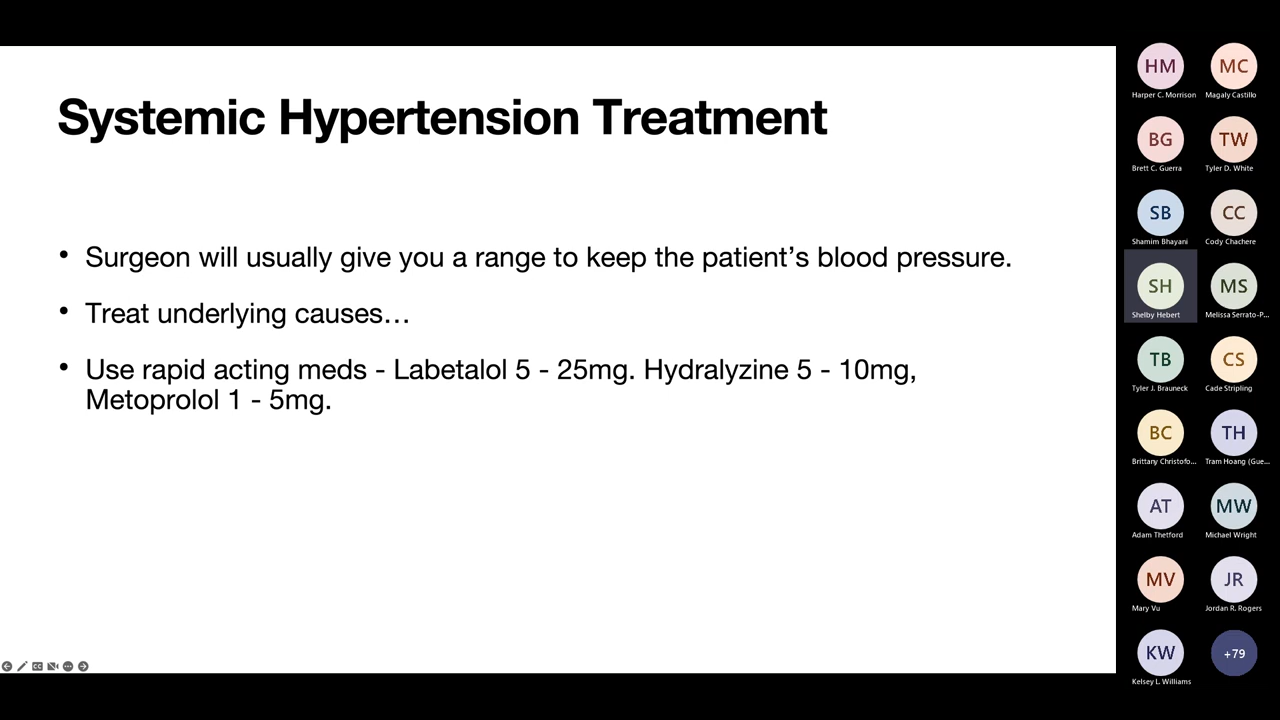 Systemic Hypertension Treatment
• Surgeon will usually give you a range to keep the patient’s blood pressure.
• Treat underlying causes…
• Use rapid acting meds - Labetalol 5 - 25mg. Hydralyzine 5 - 10mg,
Metoprolol 1 - 5mg.
HM
Harper C. Morrison
MC
Magaly Castillo
BG
Brett C. Guerra
TW
Tyler D. White
SB
Shamim Bhayani
CC
Cody Chachere
SH
Shelby Hebert
MS
Melissa Serrato-P...
TB
Tyler J. Brauneck
CS
Cade Stripling
BC
Brittany Christofo...
TH
Tram Hoang (Gue...
AT
Adam Thetford
MW
Michael Wright
MV
Mary Vu
JR
Jordan R. Rogers
KW
Kelsey L. Williams
+79